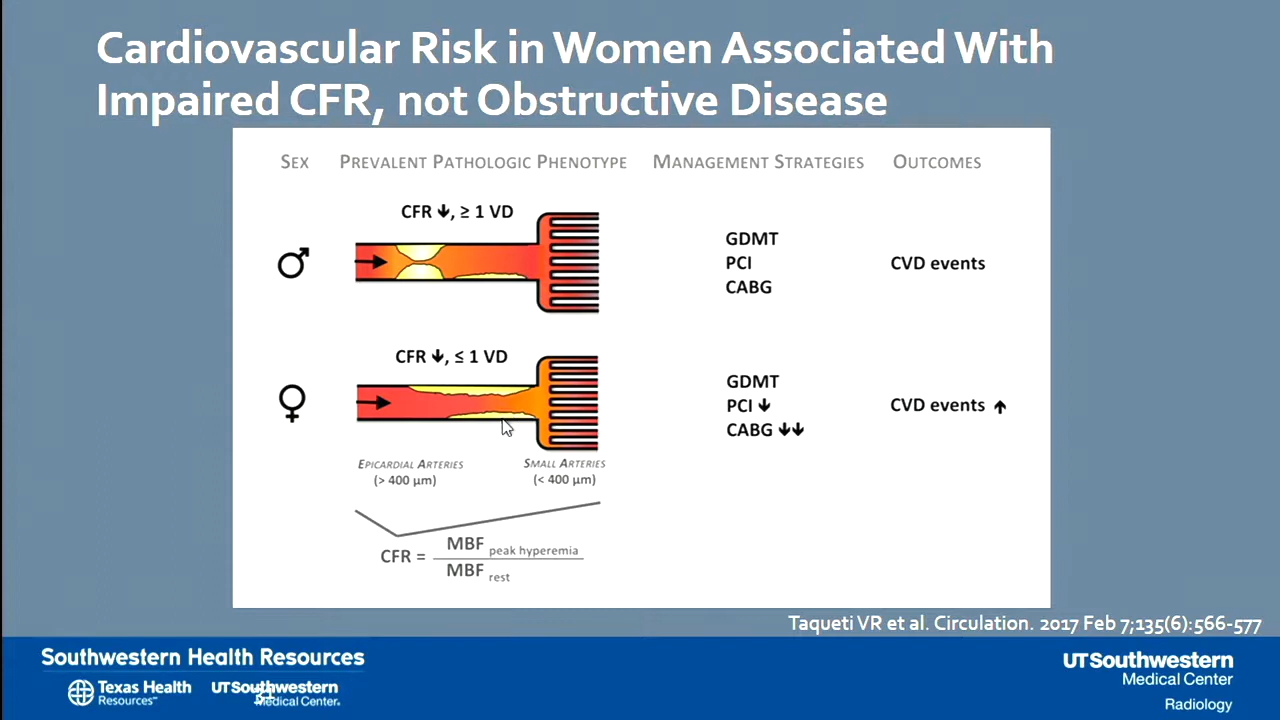 Cardiovascular Risk in Women Associated With
Impaired CFR, not Obstructive Disease
SEX PREVALENT PATHOLOGIC PHENOTYPE MANAGEMENT STRATEGIES OUTCOMES
CFR ↓, ≥ 1 VD
♂
GDMT
PCI
CABG
CVD events
CFR ↓, ≤ 1 VD
♀
GDMT
PCI ↓
CABG ↓↓
CVD events ↑
EPICARDIAL ARTERIES
(> 400 µm)
SMALL ARTERIES
(< 400 µm)
CFR = MBF peak hyperemia
MBF rest
Taqueti VR et al. Circulation. 2017 Feb 7;135(6):566-577
Southwestern Health Resources
Texas Health
Resources℠
UTSouthwestern
Medical Center.
UTSouthwestern
Medical Center
Radiology